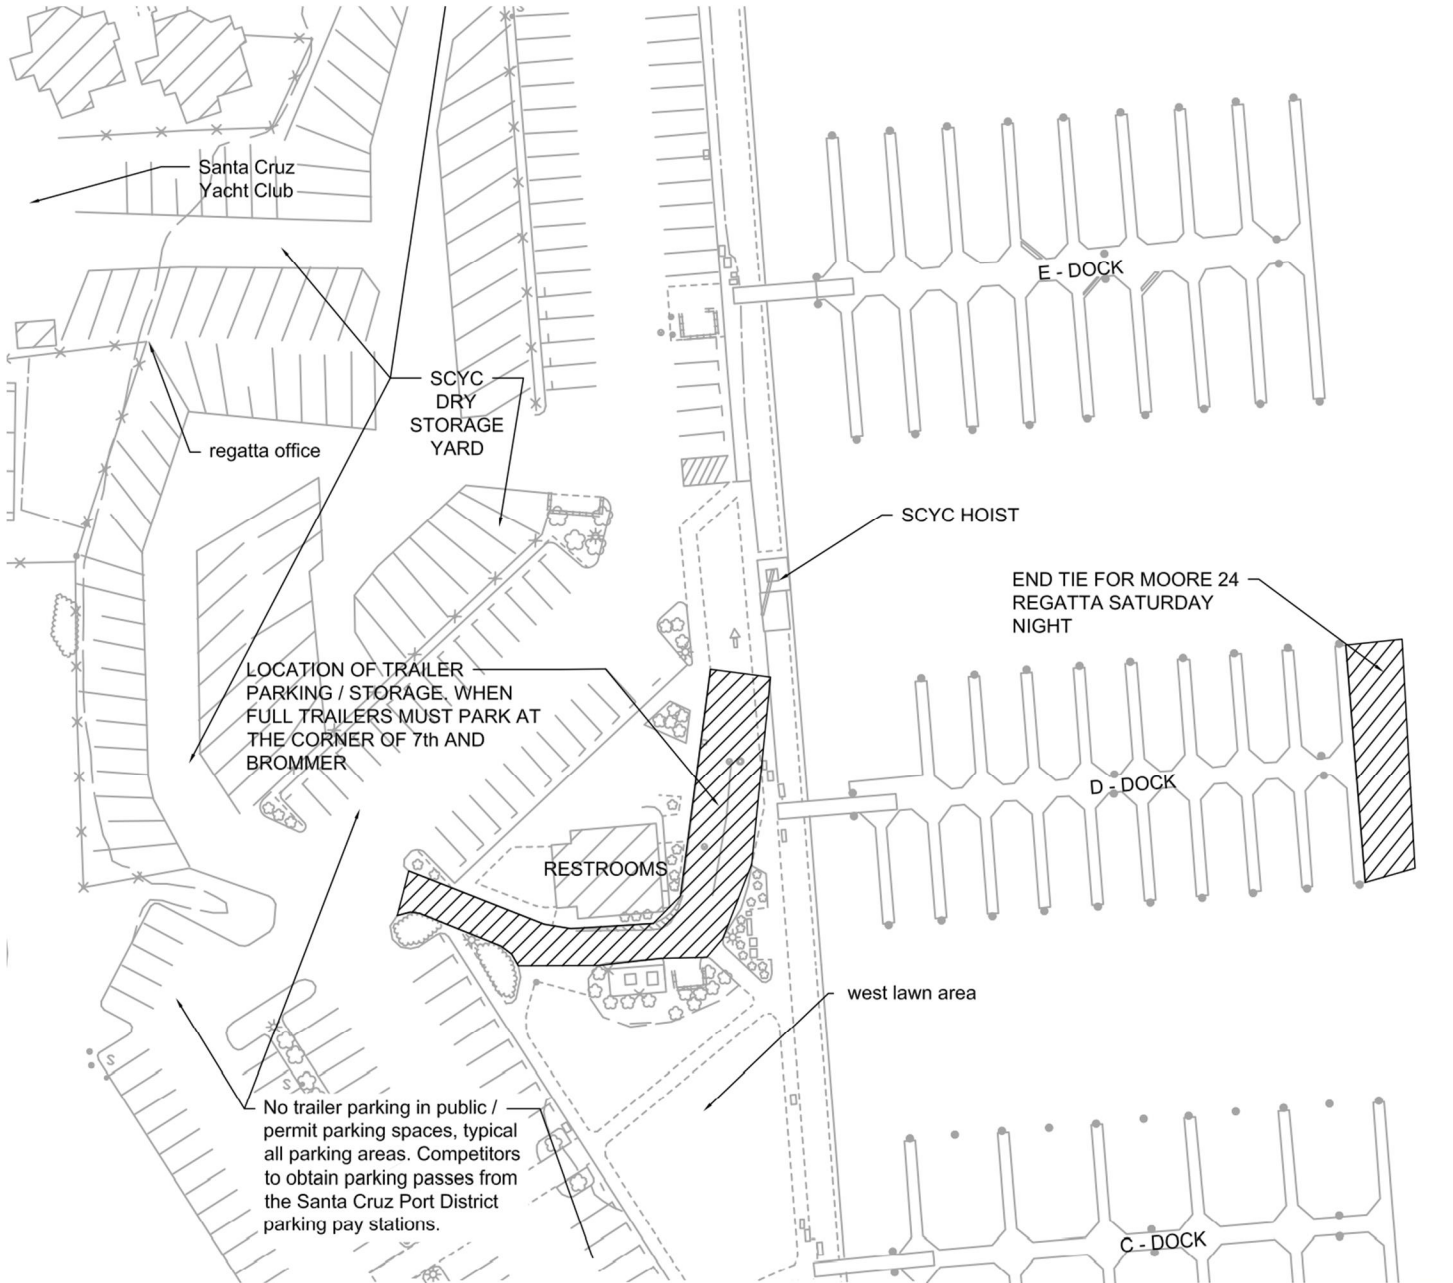 Santa Cruz
Yacht Club
E - DOCK
SCYC
DRY
STORAGE
YARD
regatta office
SCYC HOIST
END TIE FOR MOORE 24
REGATTA SATURDAY
NIGHT
LOCATION OF TRAILER
PARKING / STORAGE. WHEN
FULL TRAILERS MUST PARK AT
THE CORNER OF 7th AND
BROMMER
D - DOCK
RESTROOMS
west lawn area
S
S
No trailer parking in public /
permit parking spaces, typical
all parking areas. Competitors
to obtain parking passes from
the Santa Cruz Port District
parking pay stations.
C - DOCK